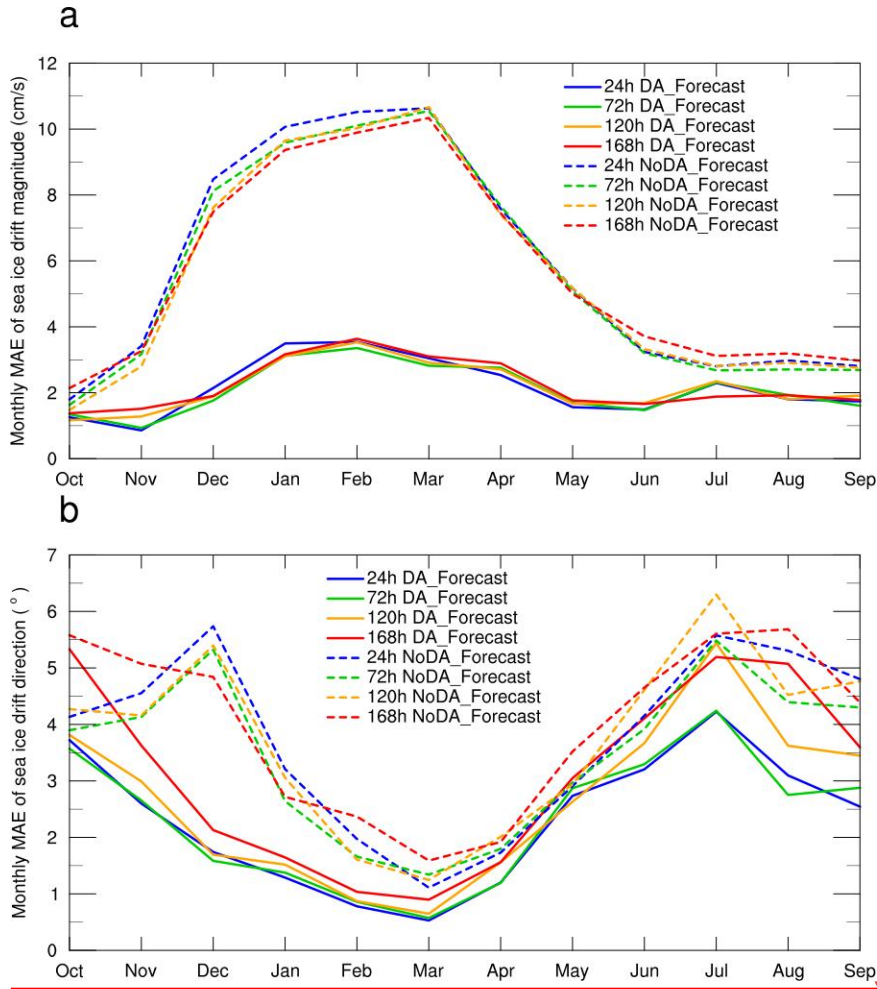 a
Monthly MAE of sea ice drift magnitude (cm/s)
12
10
8
6
4
2
0
24h DA_Forecast
72h DA_Forecast
120h DA_Forecast
168h DA_Forecast
24h NoDA_Forecast
72h NoDA_Forecast
120h NoDA_Forecast
168h NoDA_Forecast
Oct Nov Dec Jan Feb Mar Apr May Jun Jul Aug Sep
b
Monthly MAE of sea ice drift direction (°)
7
6
5
4
3
2
1
0
24h DA_Forecast
72h DA_Forecast
120h DA_Forecast
168h DA_Forecast
24h NoDA_Forecast
72h NoDA_Forecast
120h NoDA_Forecast
168h NoDA_Forecast
Oct Nov Dec Jan Feb Mar Apr May Jun Jul Aug Sep